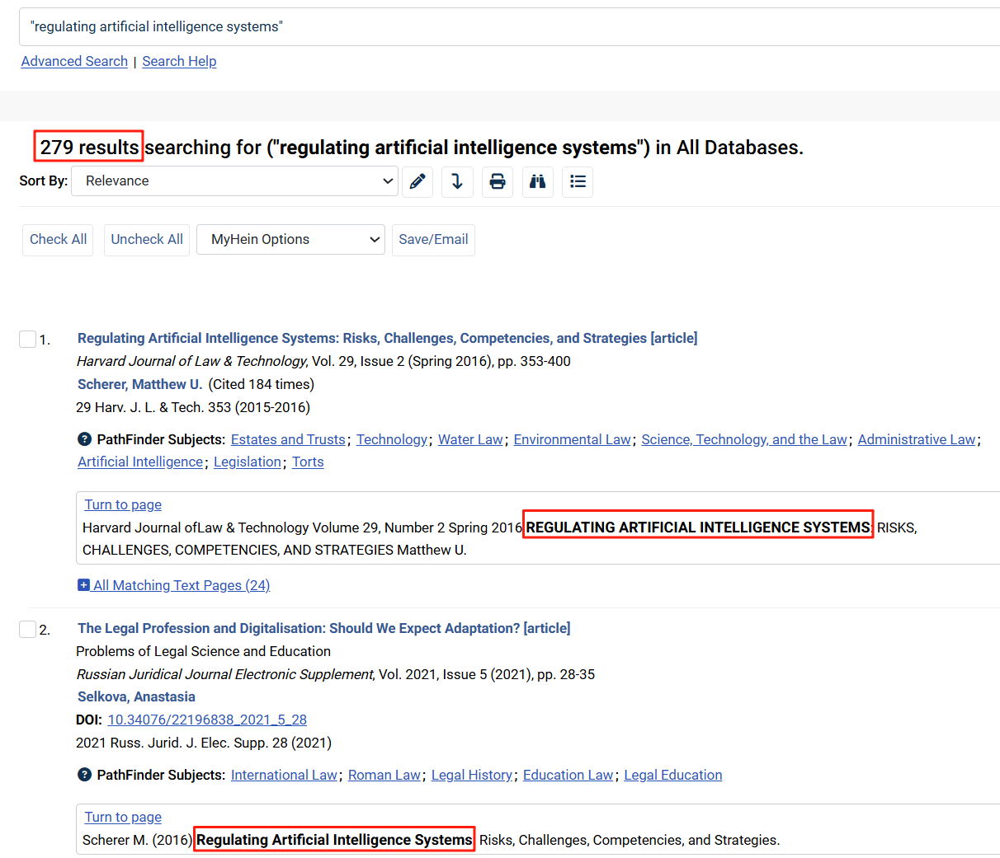 "regulating artificial intelligence systems"
Advanced Search | Search Help
279 results searching for ("regulating artificial intelligence systems") in All Databases.
Sort By: Relevance
Check All Uncheck All MyHein Options Save/Email
1. Regulating Artificial Intelligence Systems: Risks, Challenges, Competencies, and Strategies [article]
Harvard Journal of Law & Technology, Vol. 29, Issue 2 (Spring 2016), pp. 353-400
Scherer, Matthew U. (Cited 184 times)
29 Harv. J. L. & Tech. 353 (2015-2016)
? PathFinder Subjects: Estates and Trusts; Technology; Water Law; Environmental Law; Science, Technology, and the Law; Administrative Law;
Artificial Intelligence; Legislation; Torts
Turn to page
Harvard Journal ofLaw & Technology Volume 29, Number 2 Spring 2016 REGULATING ARTIFICIAL INTELLIGENCE SYSTEMS: RISKS,
CHALLENGES, COMPETENCIES, AND STRATEGIES Matthew U.
+ All Matching Text Pages (24)
2. The Legal Profession and Digitalisation: Should We Expect Adaptation? [article]
Problems of Legal Science and Education
Russian Juridical Journal Electronic Supplement, Vol. 2021, Issue 5 (2021), pp. 28-35
Selkova, Anastasia
DOI: 10.34076/22196838_2021_5_28
2021 Russ. Jurid. J. Elec. Supp. 28 (2021)
? PathFinder Subjects: International Law; Roman Law; Legal History; Education Law; Legal Education
Turn to page
Scherer M. (2016) Regulating Artificial Intelligence Systems Risks, Challenges, Competencies, and Strategies.